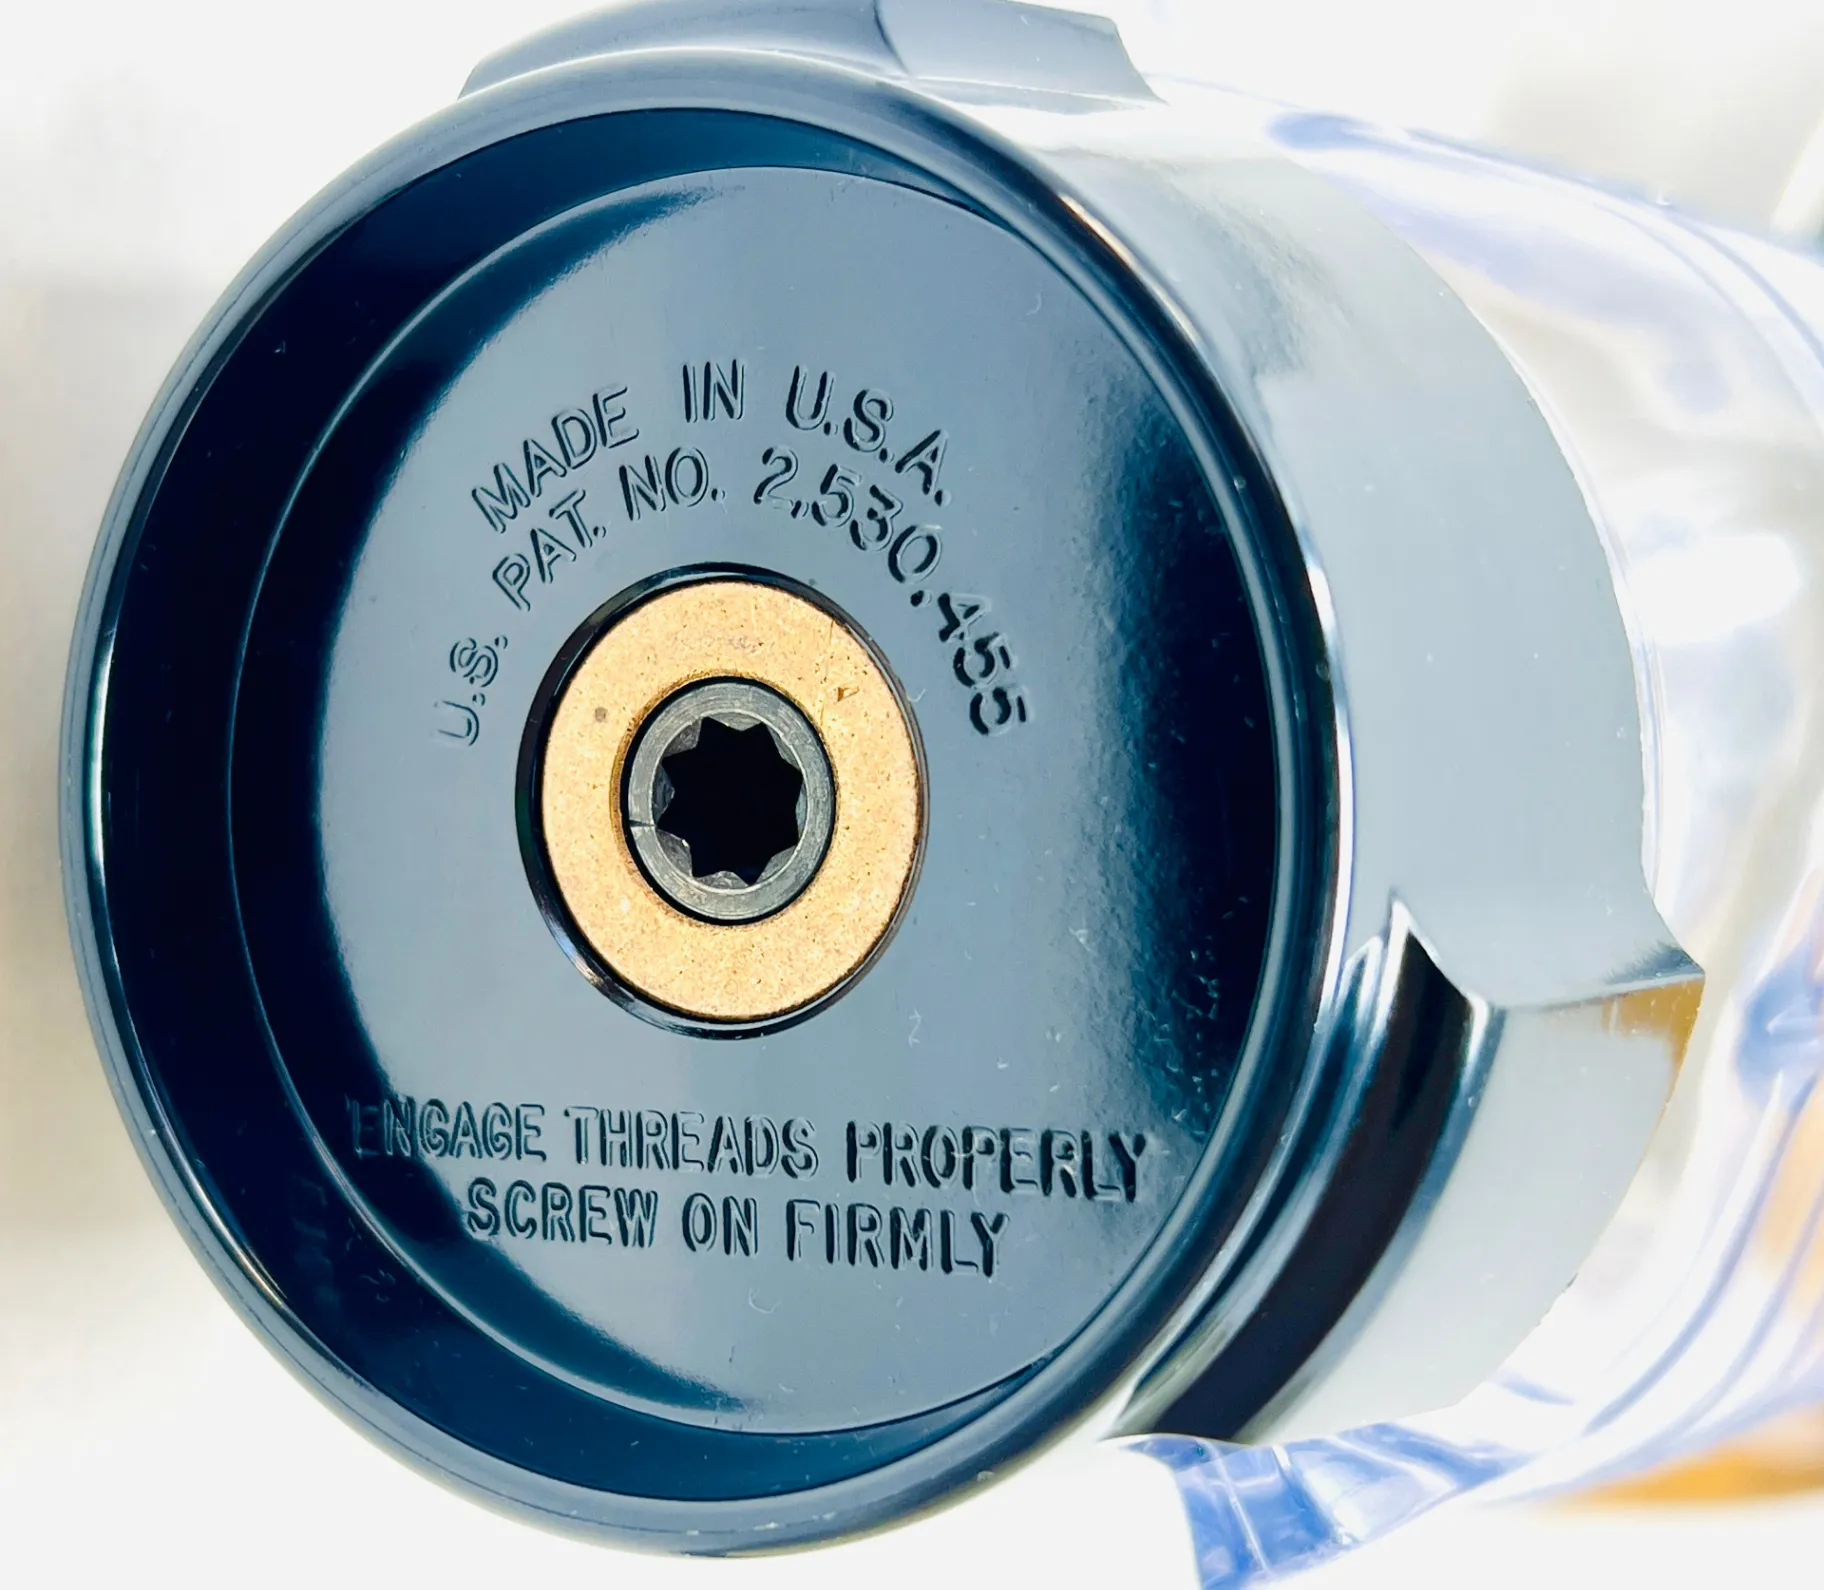 MADE IN U.S.A.
U.S. PAT. NO. 2,530,455
ENGAGE THREADS PROPERLY
SCREW ON FIRMLY